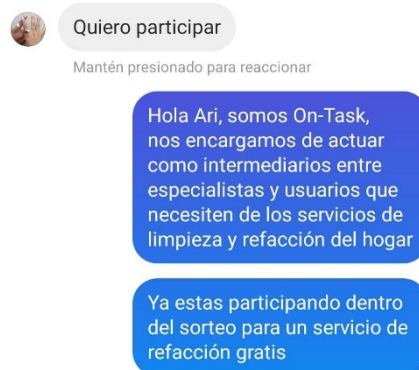 Quiero participar
Mantén presionado para reaccionar
Hola Ari, somos On-Task,
nos encargamos de actuar
como intermediarios entre
especialistas y usuarios que
necesiten de los servicios de
limpieza y refacción del hogar
Ya estas participando dentro
del sorteo para un servicio de
refacción gratis